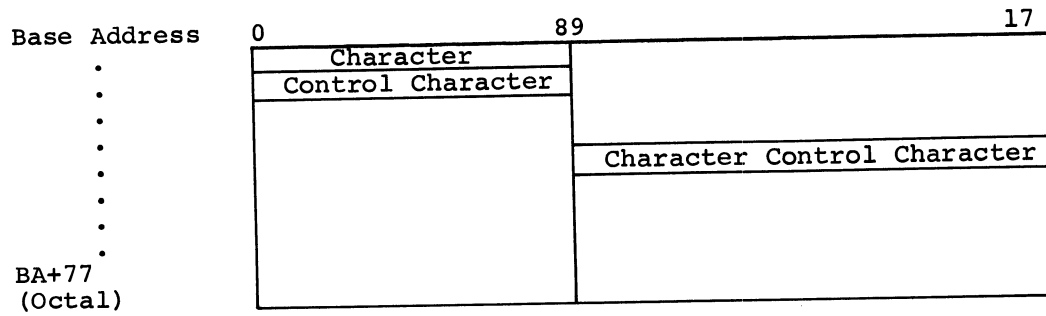 0 89 17
Base Address
Character
Control Character
Character Control Character
BA+77
(Octal)